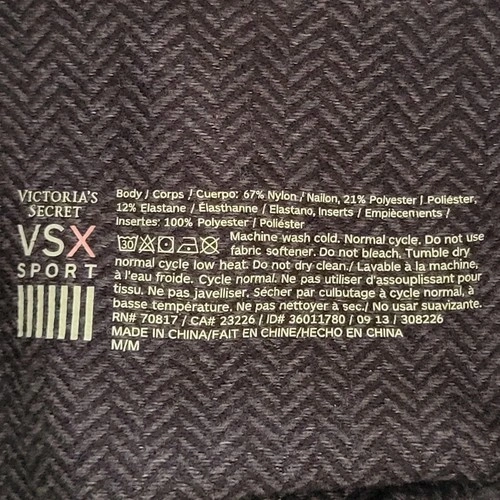 VICTORIA'S
SECRET
VSX
SPORT
Body / Corps / Cuerpo: 67% Nylon / Nailon, 21% Polyester / Poliéster,
12% Elastane / Élasthanne / Elastano, Inserts / Empiècements /
Insertes: 100% Polyester / Poliéster
30 Machine wash cold. Normal cycle. Do not use
fabric softener. Do not bleach. Tumble dry
normal cycle low heat. Do not dry clean./ Lavable à la machine,
à l'eau froide. Cycle normal. Ne pas utiliser d'assouplissant pour
tissu. Ne pas javelliser. Sécher par culbutage à cycle normal, à
basse température. Ne pas nettoyer à sec./ No usar suavizante.
RN# 70817 / CA# 23226 / ID# 36011780 / 09 13 / 308226
MADE IN CHINA/FAIT EN CHINE/HECHO EN CHINA
M/M